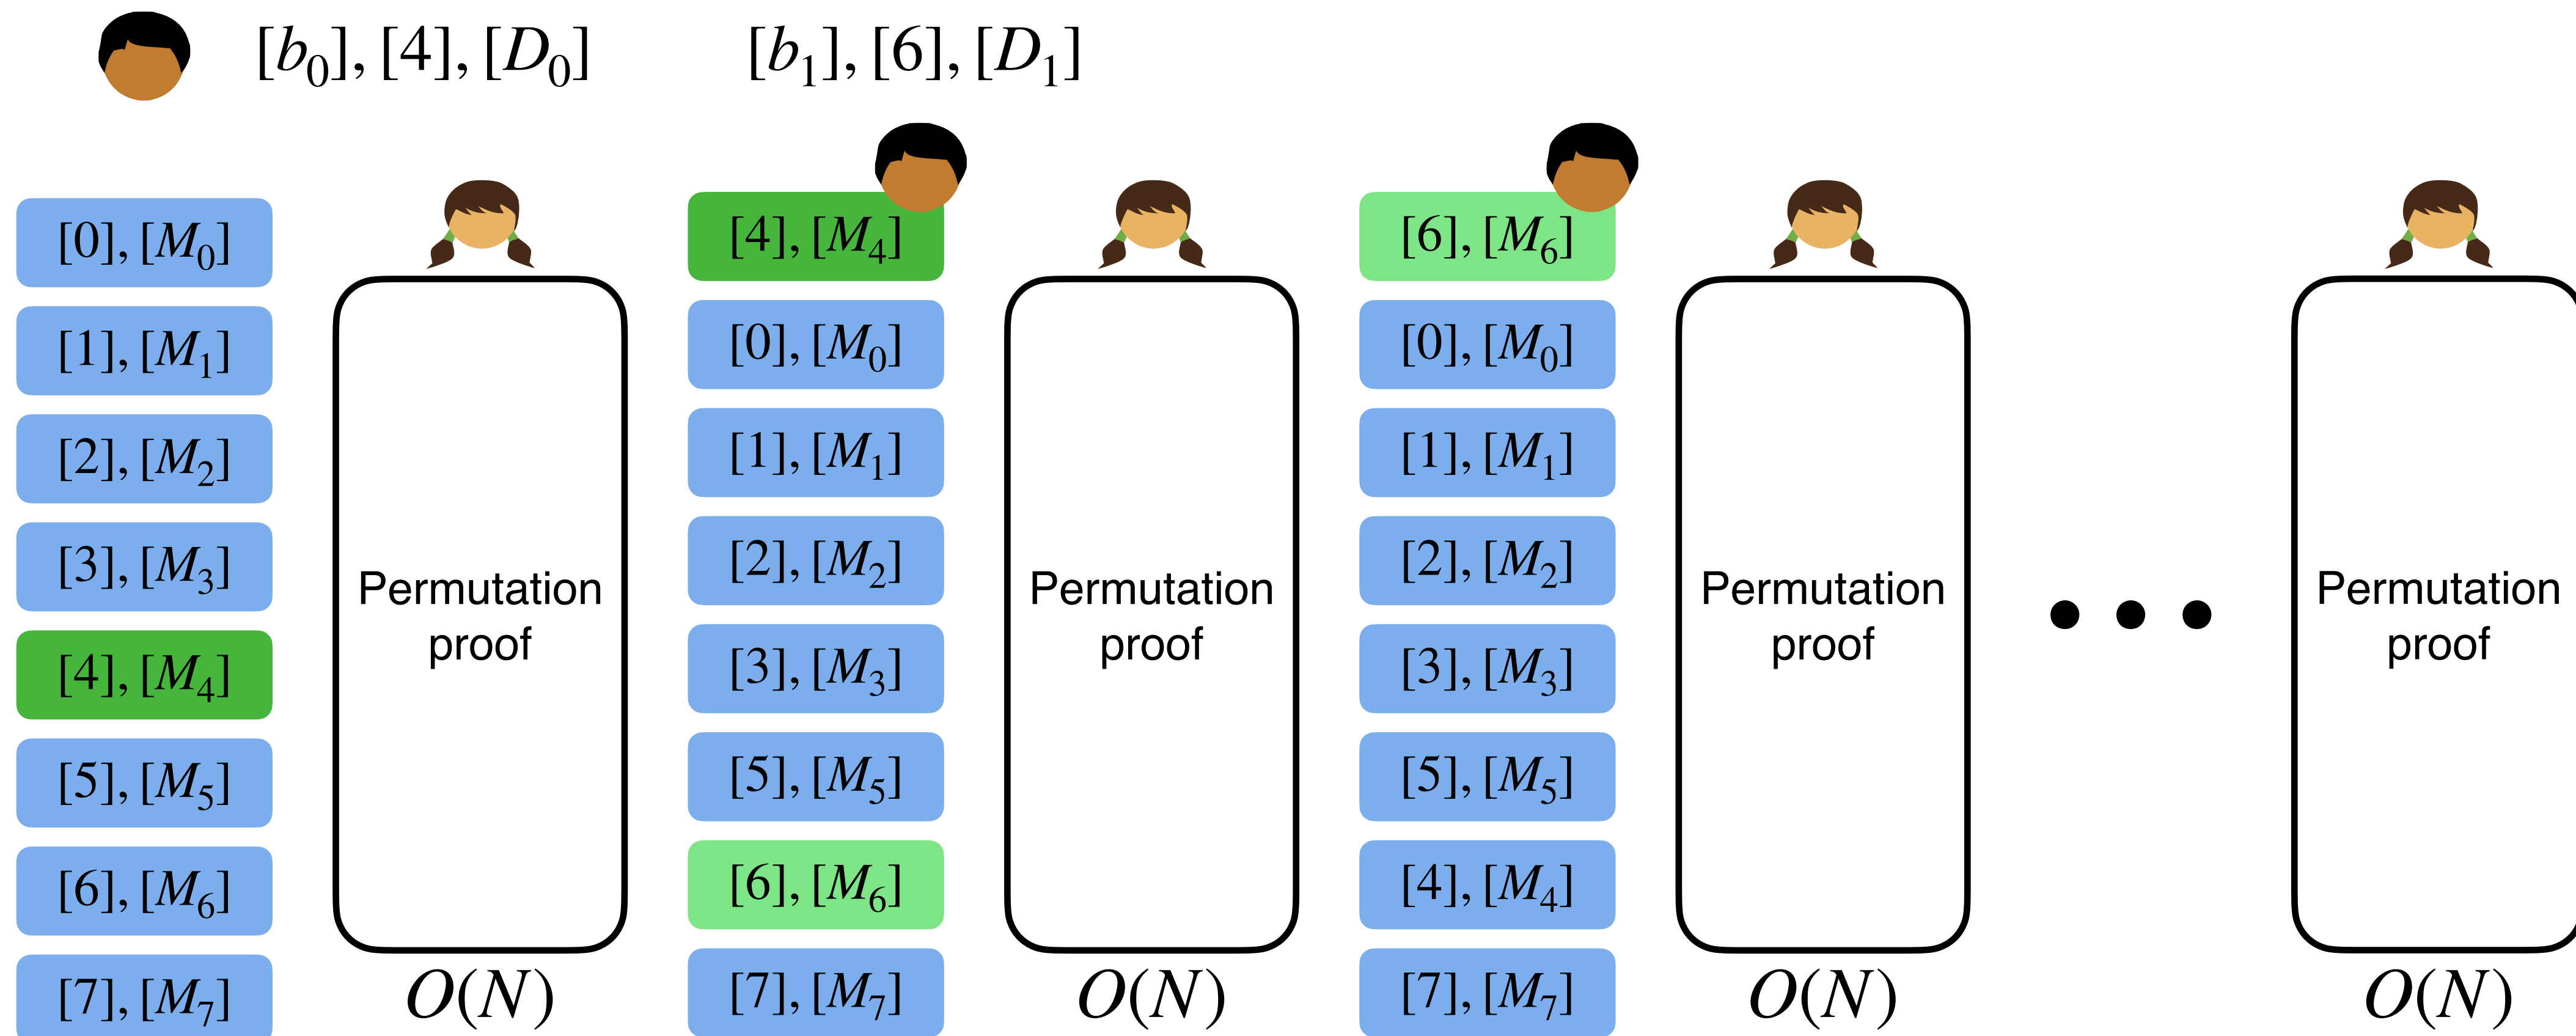 [b₀], [4], [D₀]
[b₁], [6], [D₁]
[0], [M₀]
[1], [M₁]
[2], [M₂]
[3], [M₃]
[4], [M₄]
[5], [M₅]
[6], [M₆]
[7], [M₇]
Permutation
proof
O(N)
[4], [M₄]
[0], [M₀]
[1], [M₁]
[2], [M₂]
[3], [M₃]
[5], [M₅]
[6], [M₆]
[7], [M₇]
Permutation
proof
O(N)
[6], [M₆]
[0], [M₀]
[1], [M₁]
[2], [M₂]
[3], [M₃]
[5], [M₅]
[4], [M₄]
[7], [M₇]
Permutation
proof
O(N)
Permutation
proof
O(N)